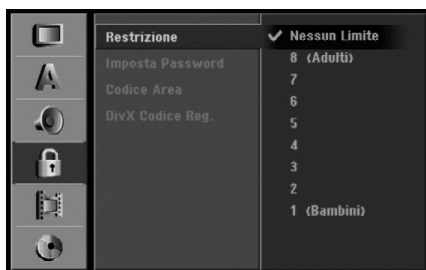 A
Restrizione
Imposta Password
Codice Area
DivX Codice Reg.
✓ Nessun Limite
8 (Adulti)
7
6
5
4
3
2
1 (Bambini)